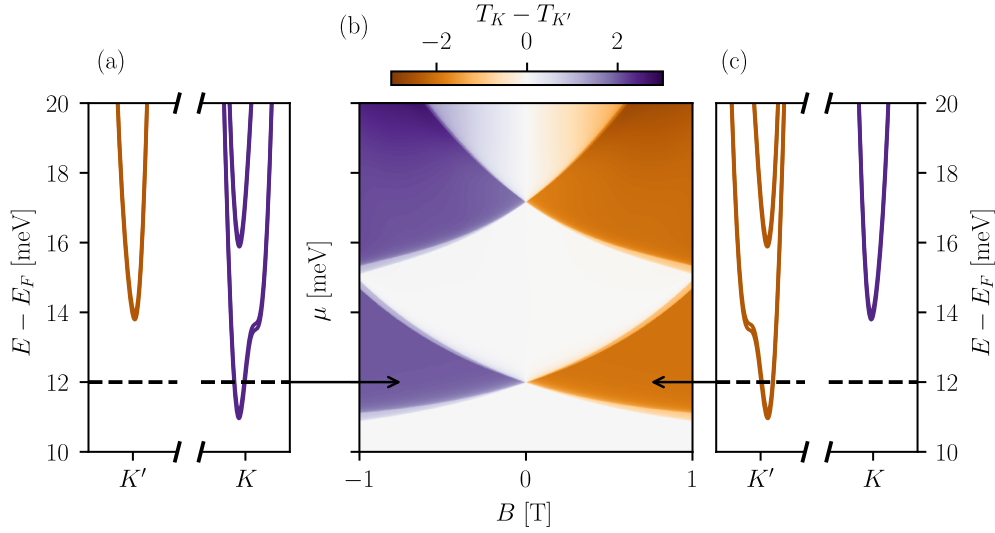 (a)
(b)
T_K − T_{K′}
−2 0 2
(c)
20
18
16
14
12
10
E − E_F [meV]
K′ K
μ [meV]
−1 0 1
B [T]
20
18
16
14
12
10
E − E_F [meV]
K′ K